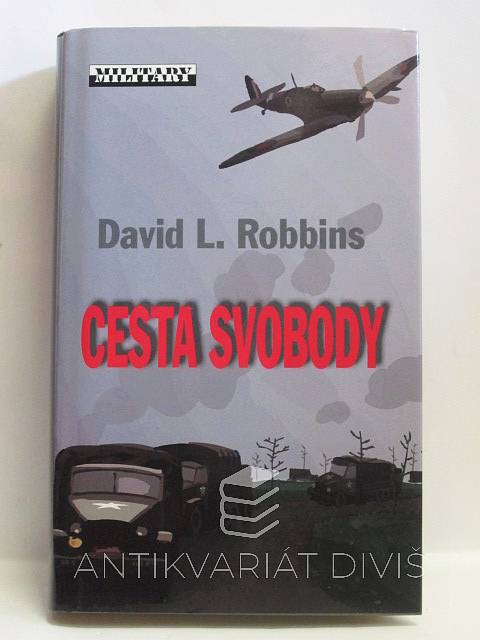 MILITARY
David L. Robbins
CESTA SVOBODY
ANTIKVARIÁT DIVIŠ